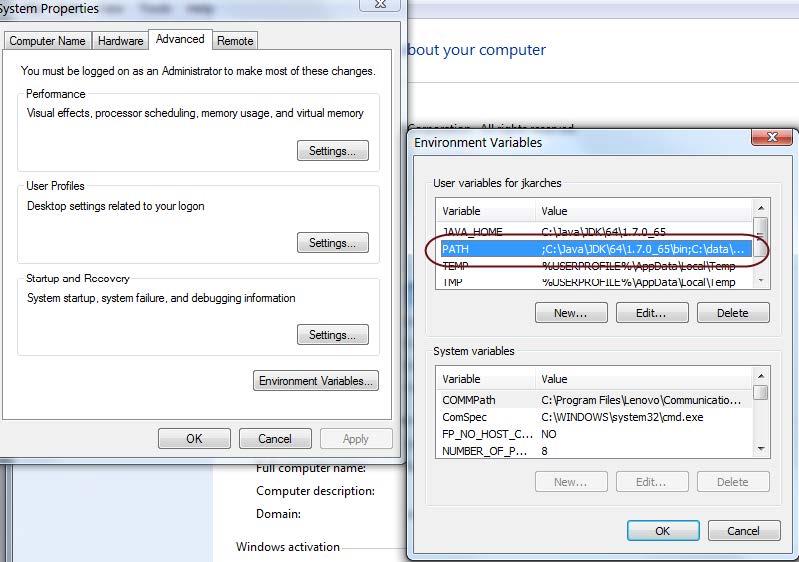 System Properties
Computer Name Hardware Advanced Remote
You must be logged on as an Administrator to make most of these changes.
Performance
Visual effects, processor scheduling, memory usage, and virtual memory
Settings...
User Profiles
Desktop settings related to your logon
Settings...
Startup and Recovery
System startup, system failure, and debugging information
Settings...
Environment Variables...
OK Cancel Apply
bout your computer
Corporation. All rights reserved.
Environment Variables
User variables for jkarches
Variable Value
JAVA_HOME C:\Java\JDK\64\1.7.0_65
PATH ;C:\Java\JDK\64\1.7.0_65\bin;C:\data\...
TEMP %USERPROFILE%\AppData\Local\Temp
TMP %USERPROFILE%\AppData\Local\Temp
New... Edit... Delete
System variables
Variable Value
COMMPath C:\Program Files\Lenovo\Communicatio...
ComSpec C:\WINDOWS\system32\cmd.exe
FP_NO_HOST_C... NO
NUMBER_OF_P... 8
New... Edit... Delete
OK Cancel
Full computer name:
Computer description:
Domain:
Windows activation